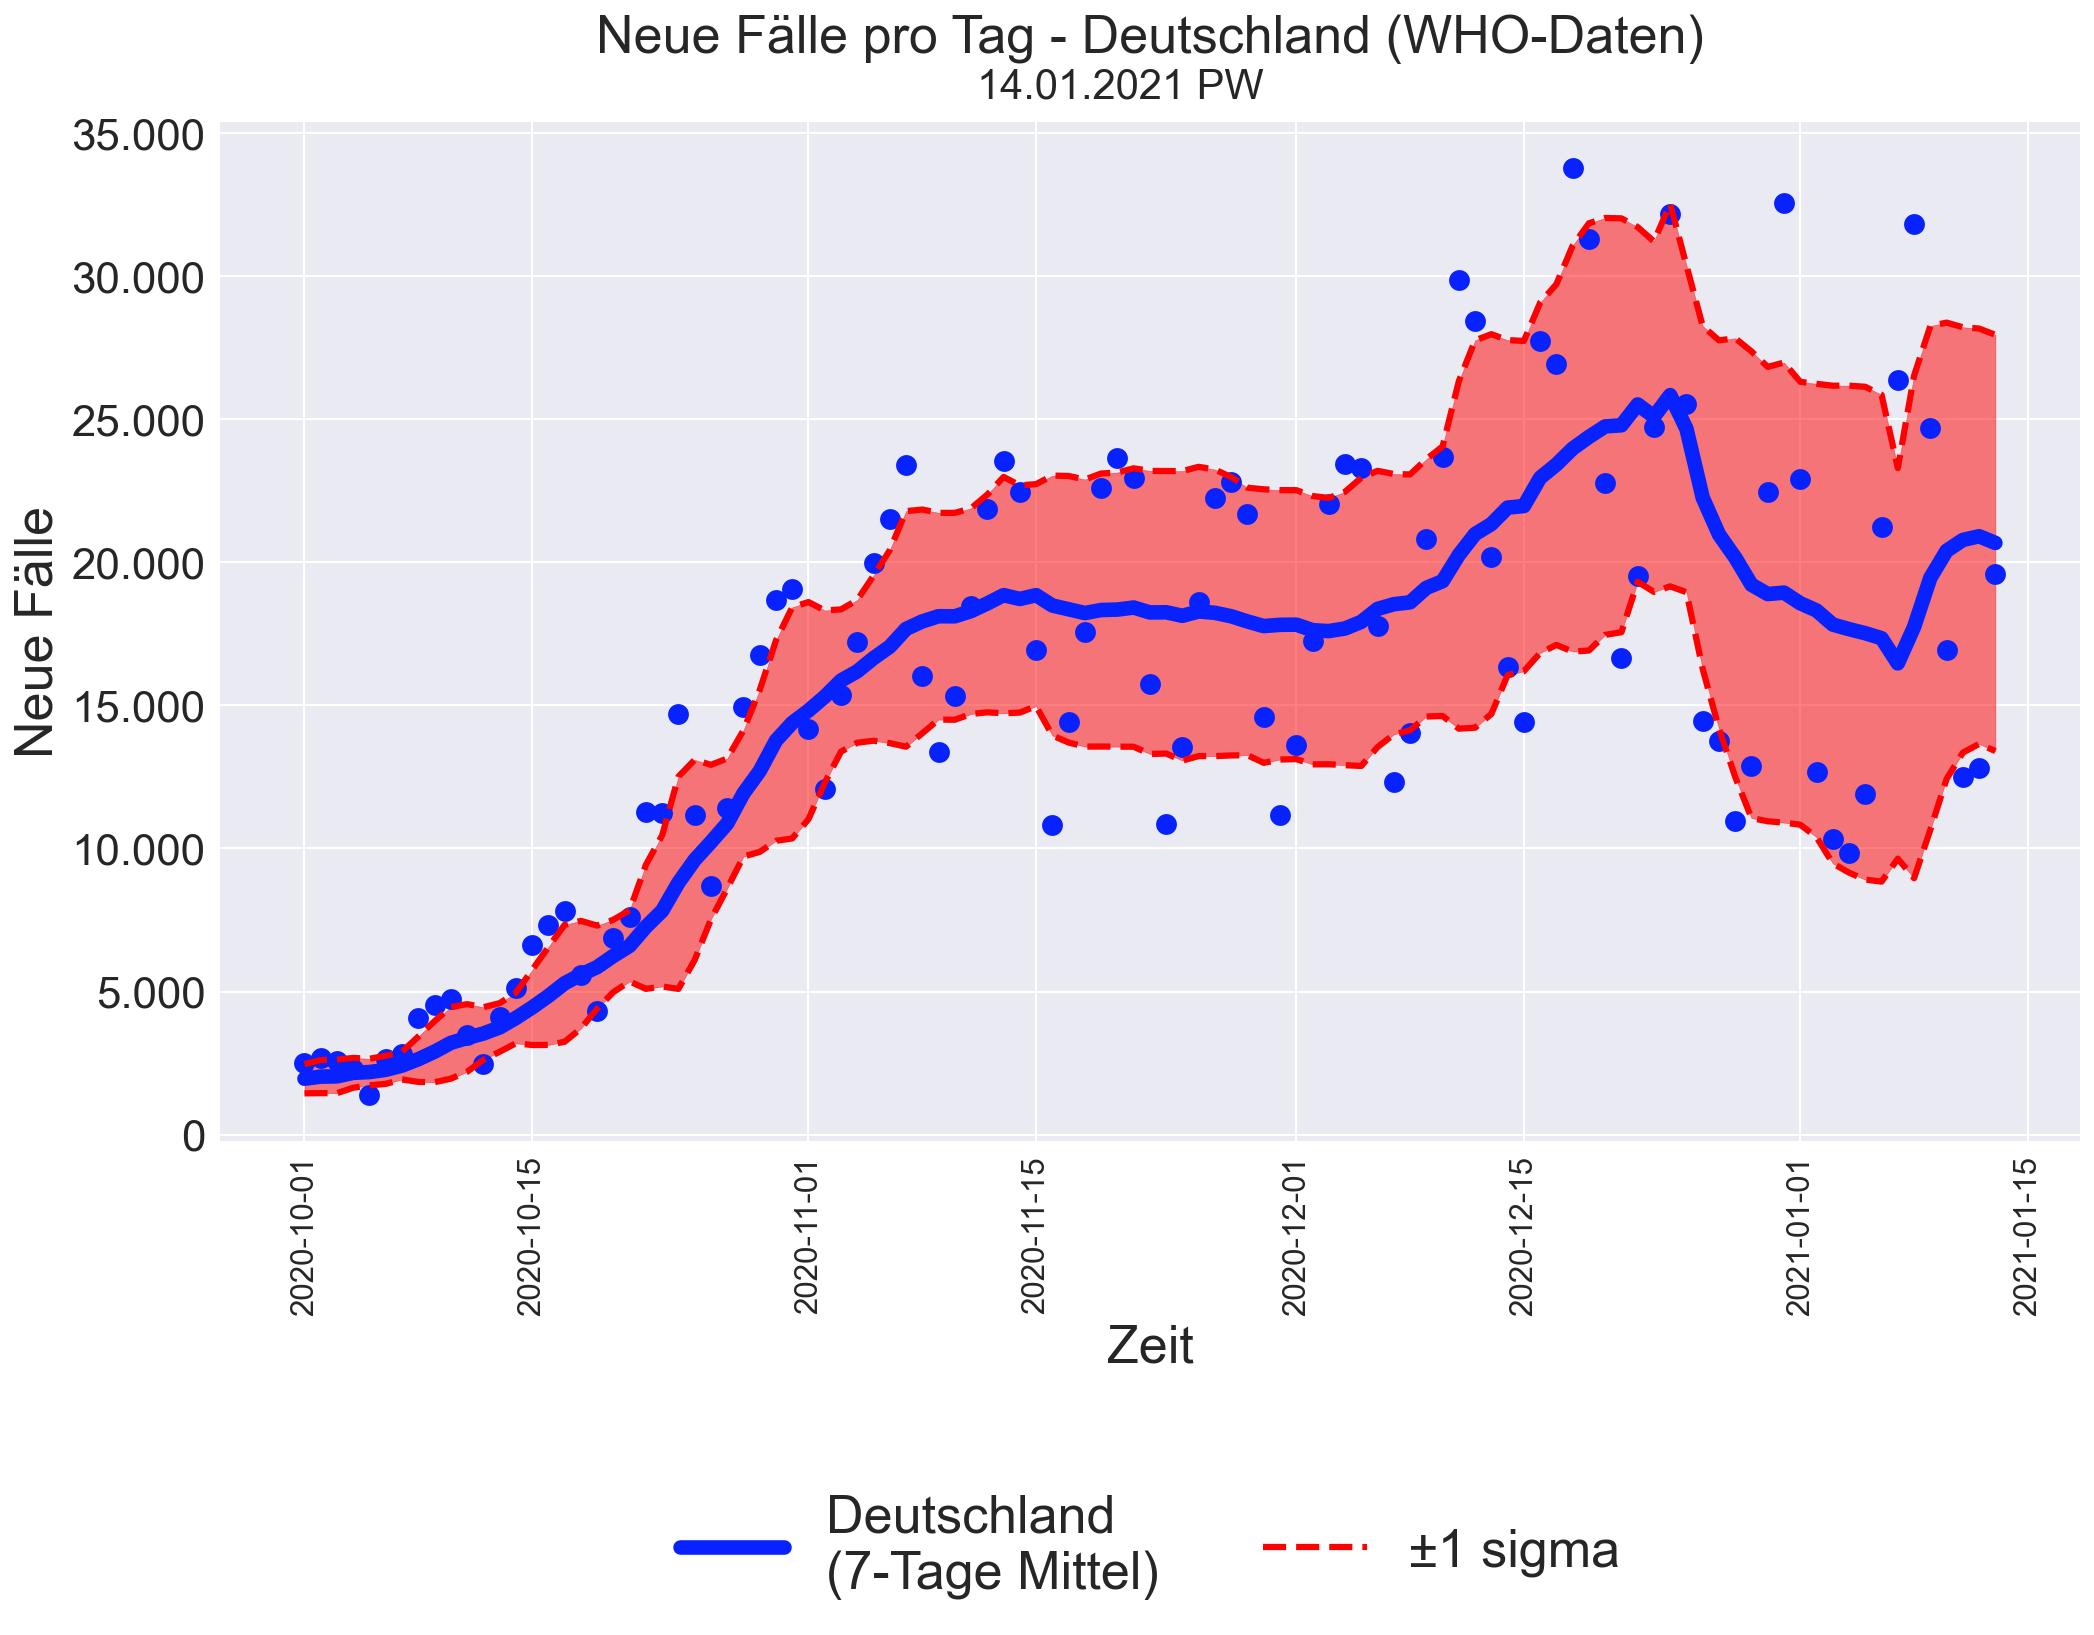 Neue Fälle pro Tag - Deutschland (WHO-Daten)
14.01.2021 PW
35.000
30.000
25.000
20.000
15.000
10.000
5.000
0
Neue Fälle
2020-10-01
2020-10-15
2020-11-01
2020-11-15
2020-12-01
2020-12-15
2021-01-01
2021-01-15
Zeit
Deutschland
(7-Tage Mittel)
±1 sigma